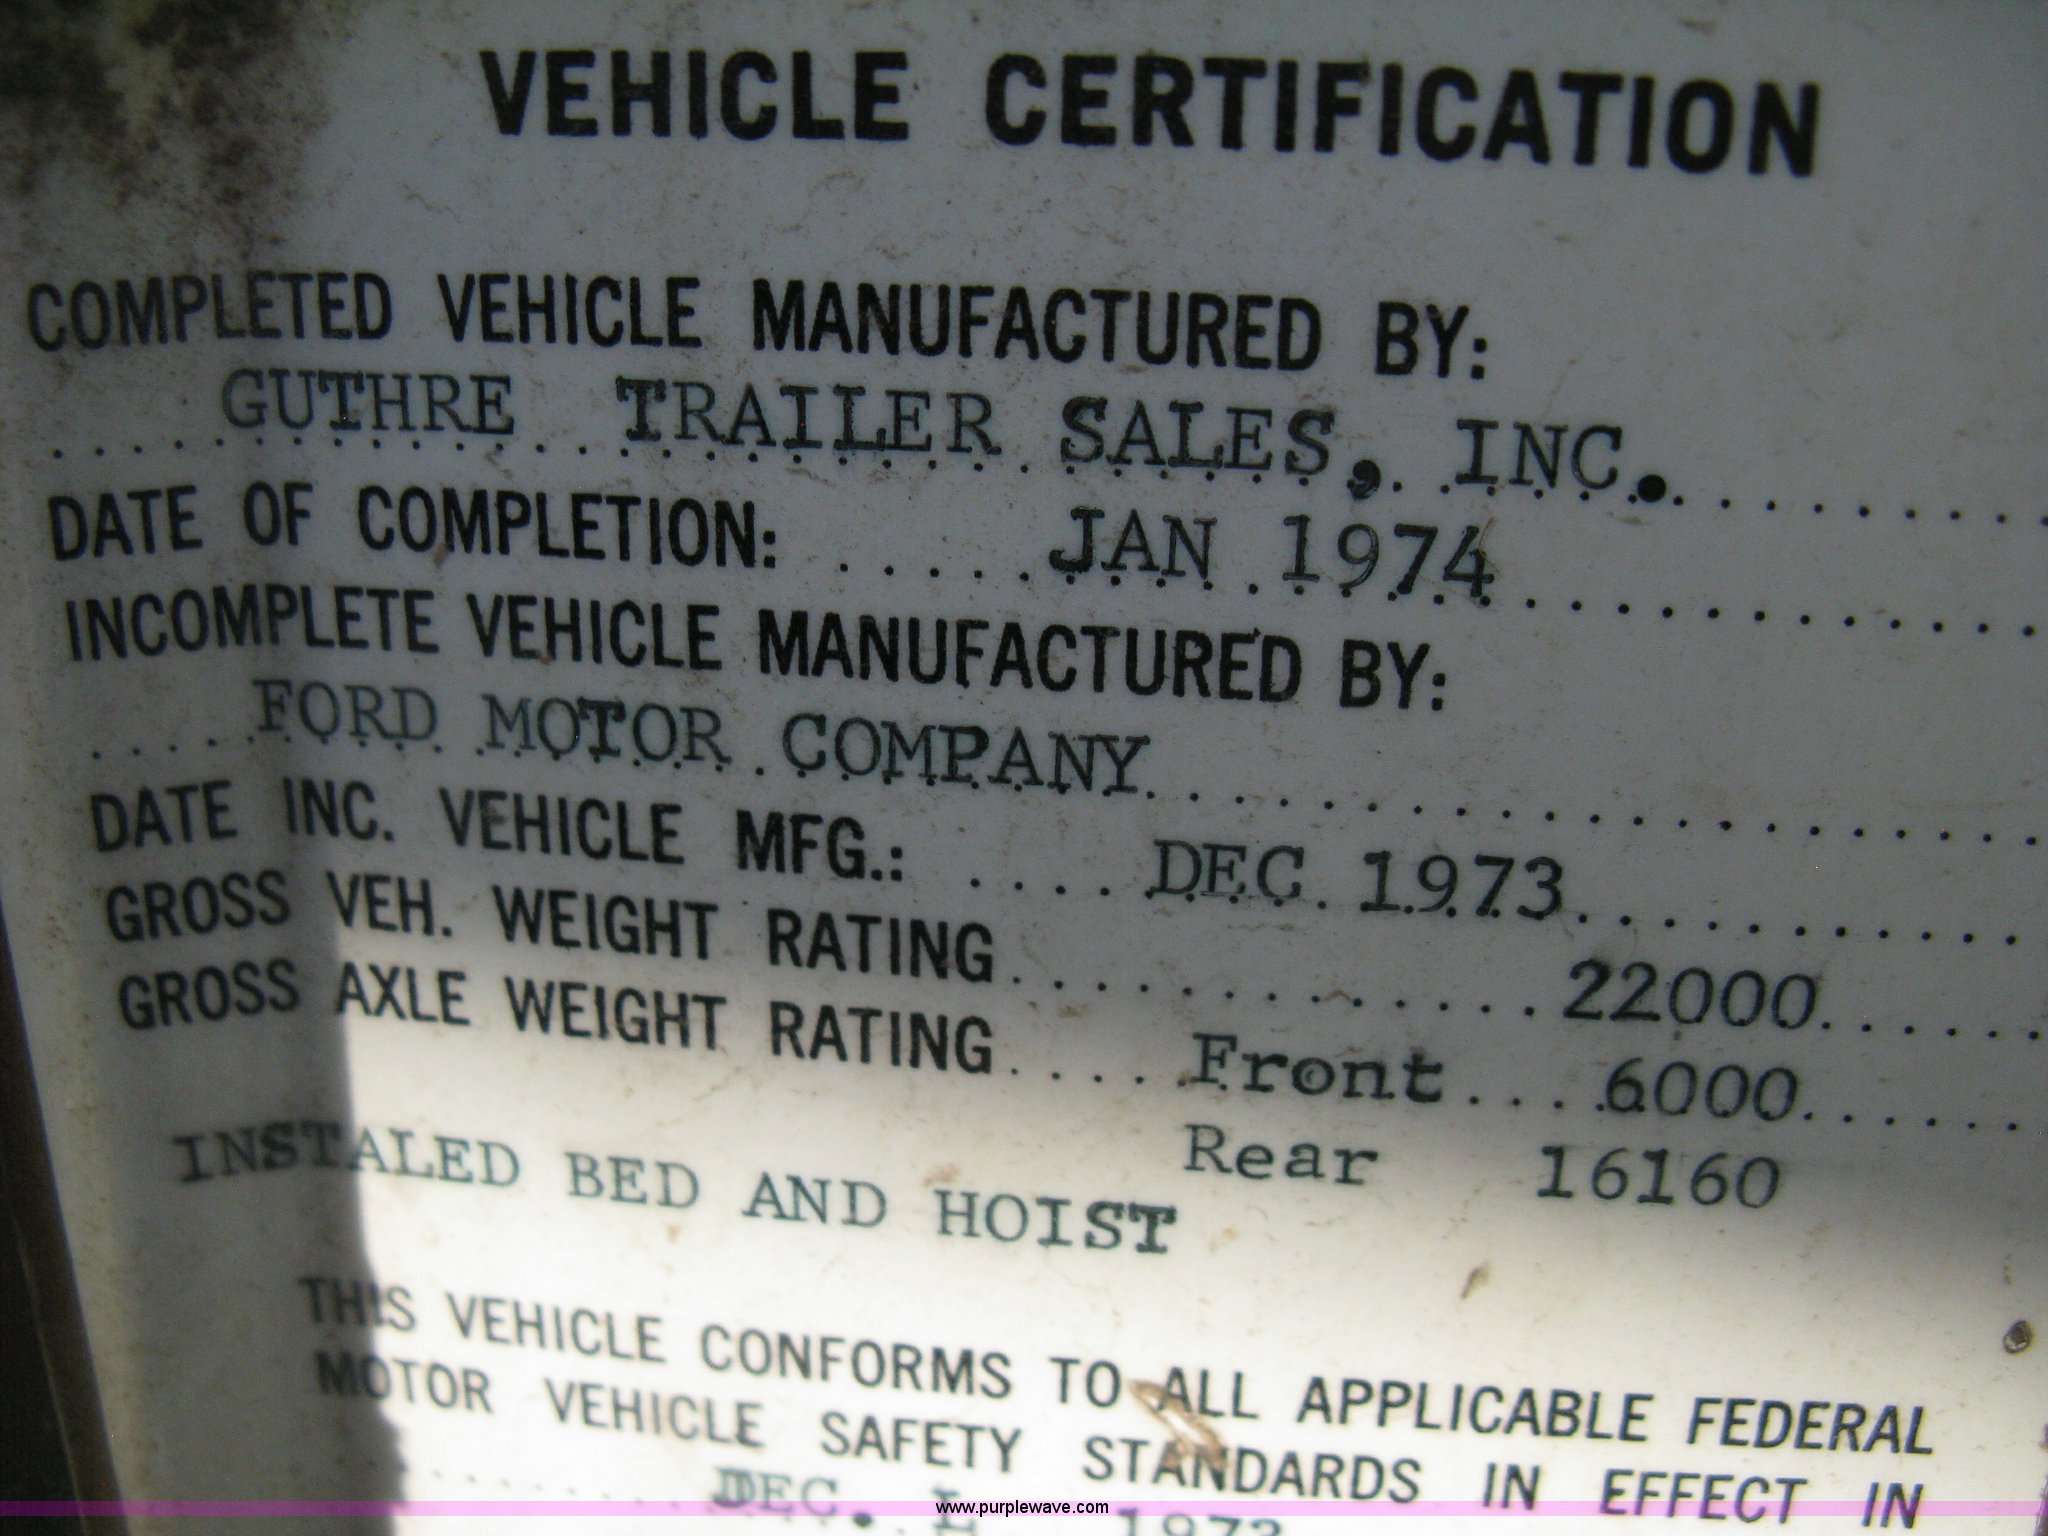 VEHICLE CERTIFICATION
COMPLETED VEHICLE MANUFACTURED BY:
GUTHRE TRAILER SALES, INC.
DATE OF COMPLETION: JAN 1974
INCOMPLETE VEHICLE MANUFACTURED BY:
FORD MOTOR COMPANY
DATE INC. VEHICLE MFG.: DEC 1973
GROSS VEH. WEIGHT RATING 22000
GROSS AXLE WEIGHT RATING Front 6000
Rear 16160
INSTALED BED AND HOIST
THIS VEHICLE CONFORMS TO ALL APPLICABLE FEDERAL
MOTOR VEHICLE SAFETY STANDARDS IN EFFECT IN
DEC. 1973
www.purplewave.com